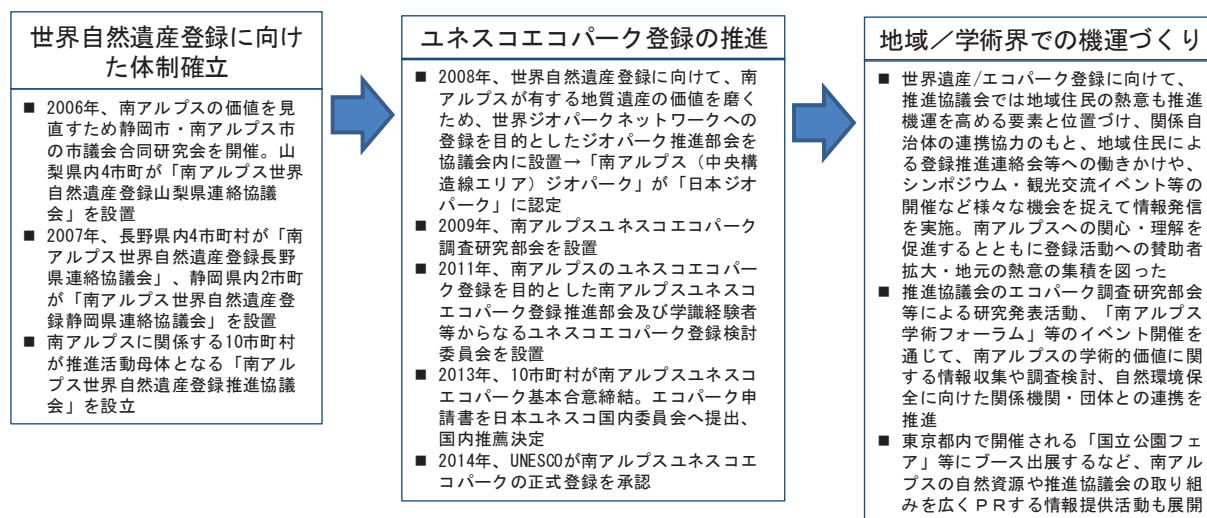 世界自然遺産登録に向け
た体制確立
■ 2006年、南アルプスの価値を見
直すため静岡市・南アルプス市
の市議会合同研究会を開催。山
梨県内4市町が「南アルプス世界
自然遺産登録山梨県連絡協議
会」を設置
■ 2007年、長野県内4市町村が「南
アルプス世界自然遺産登録長野
県連絡協議会」、静岡県内2市町
が「南アルプス世界自然遺産登
録静岡県連絡協議会」を設置
■ 南アルプスに関係する10市町村
が推進活動母体となる「南アル
プス世界自然遺産登録推進協議
会」を設立
ユネスコエコパーク登録の推進
■ 2008年、世界自然遺産登録に向けて、南
アルプスが有する地質遺産の価値を磨く
ため、世界ジオパークネットワークへの
登録を目的としたジオパーク推進部会を
協議会内に設置→「南アルプス（中央構
造線エリア）ジオパーク」が「日本ジオ
パーク」に認定
■ 2009年、南アルプスユネスコエコパーク
調査研究部会を設置
■ 2011年、南アルプスのユネスコエコパー
ク登録を目的とした南アルプスユネスコ
エコパーク登録推進部会及び学識経験者
等からなるユネスコエコパーク登録検討
委員会を設置
■ 2013年、10市町村が南アルプスユネスコ
エコパーク基本合意締結。エコパーク申
請書を日本ユネスコ国内委員会へ提出、
国内推薦決定
■ 2014年、UNESCOが南アルプスユネスコエ
コパークの正式登録を承認
地域／学術界での機運づくり
■ 世界遺産/エコパーク登録に向けて、
推進協議会では地域住民の熱意も推進
機運を高める要素と位置づけ、関係自
治体の連携協力のもと、地域住民によ
る登録推進連絡会等への働きかけや、
シンポジウム・観光交流イベント等の
開催など様々な機会を捉えて情報発信
を実施。南アルプスへの関心・理解を
促進するとともに登録活動への賛助者
拡大・地元の熱意の集積を図った
■ 推進協議会のエコパーク調査研究部会
等による研究発表活動、「南アルプス
学術フォーラム」等のイベント開催を
通じて、南アルプスの学術的価値に関
する情報収集や調査検討、自然環境保
全に向けた関係機関・団体との連携を
推進
■ 東京都内で開催される「国立公園フェ
ア」等にブース出展するなど、南アル
プスの自然資源や推進協議会の取り組
みを広くＰＲする情報提供活動も展開